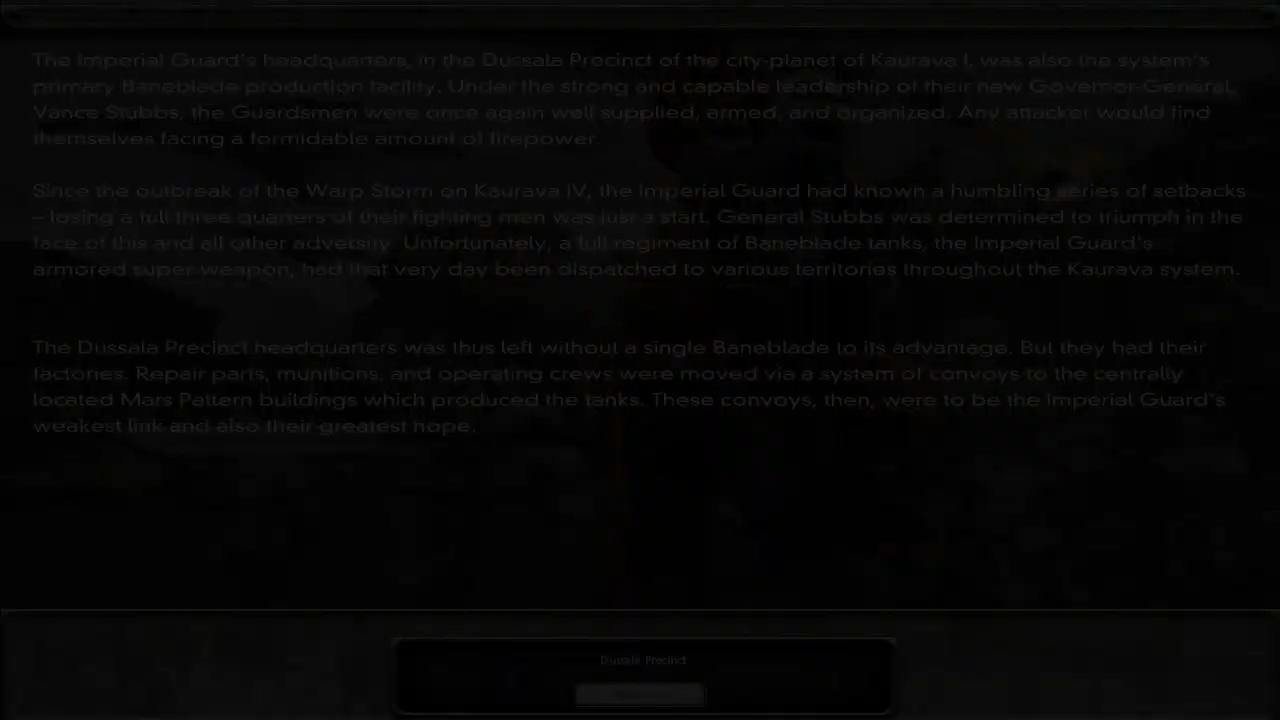 The Imperial Guard's headquarters, in the Dussala Precinct of the city-planet of Kaurava I, was also the system's
primary Baneblade production facility. Under the strong and capable leadership of their new Governor-General,
Vance Stubbs, the Guardsmen were once again well supplied, armed, and organized. Any attacker would find
themselves facing a formidable amount of firepower.
Since the outbreak of the Warp Storm on Kaurava IV, the Imperial Guard had known a humbling series of setbacks
– losing a full three quarters of their fighting men was just a start. General Stubbs was determined to triumph in the
face of this and all other adversity. Unfortunately, a full regiment of Baneblade tanks, the Imperial Guard's
armored super-weapon, had that very day been dispatched to various territories throughout the Kaurava system.
The Dussala Precinct headquarters was thus left without a single Baneblade to its advantage. But they had their
factories. Repair parts, munitions, and operating crews were moved via a system of convoys to the centrally
located Mars Pattern buildings which produced the tanks. These convoys, then, were to be the Imperial Guard's
weakest link and also their greatest hope.
Dussala Precinct